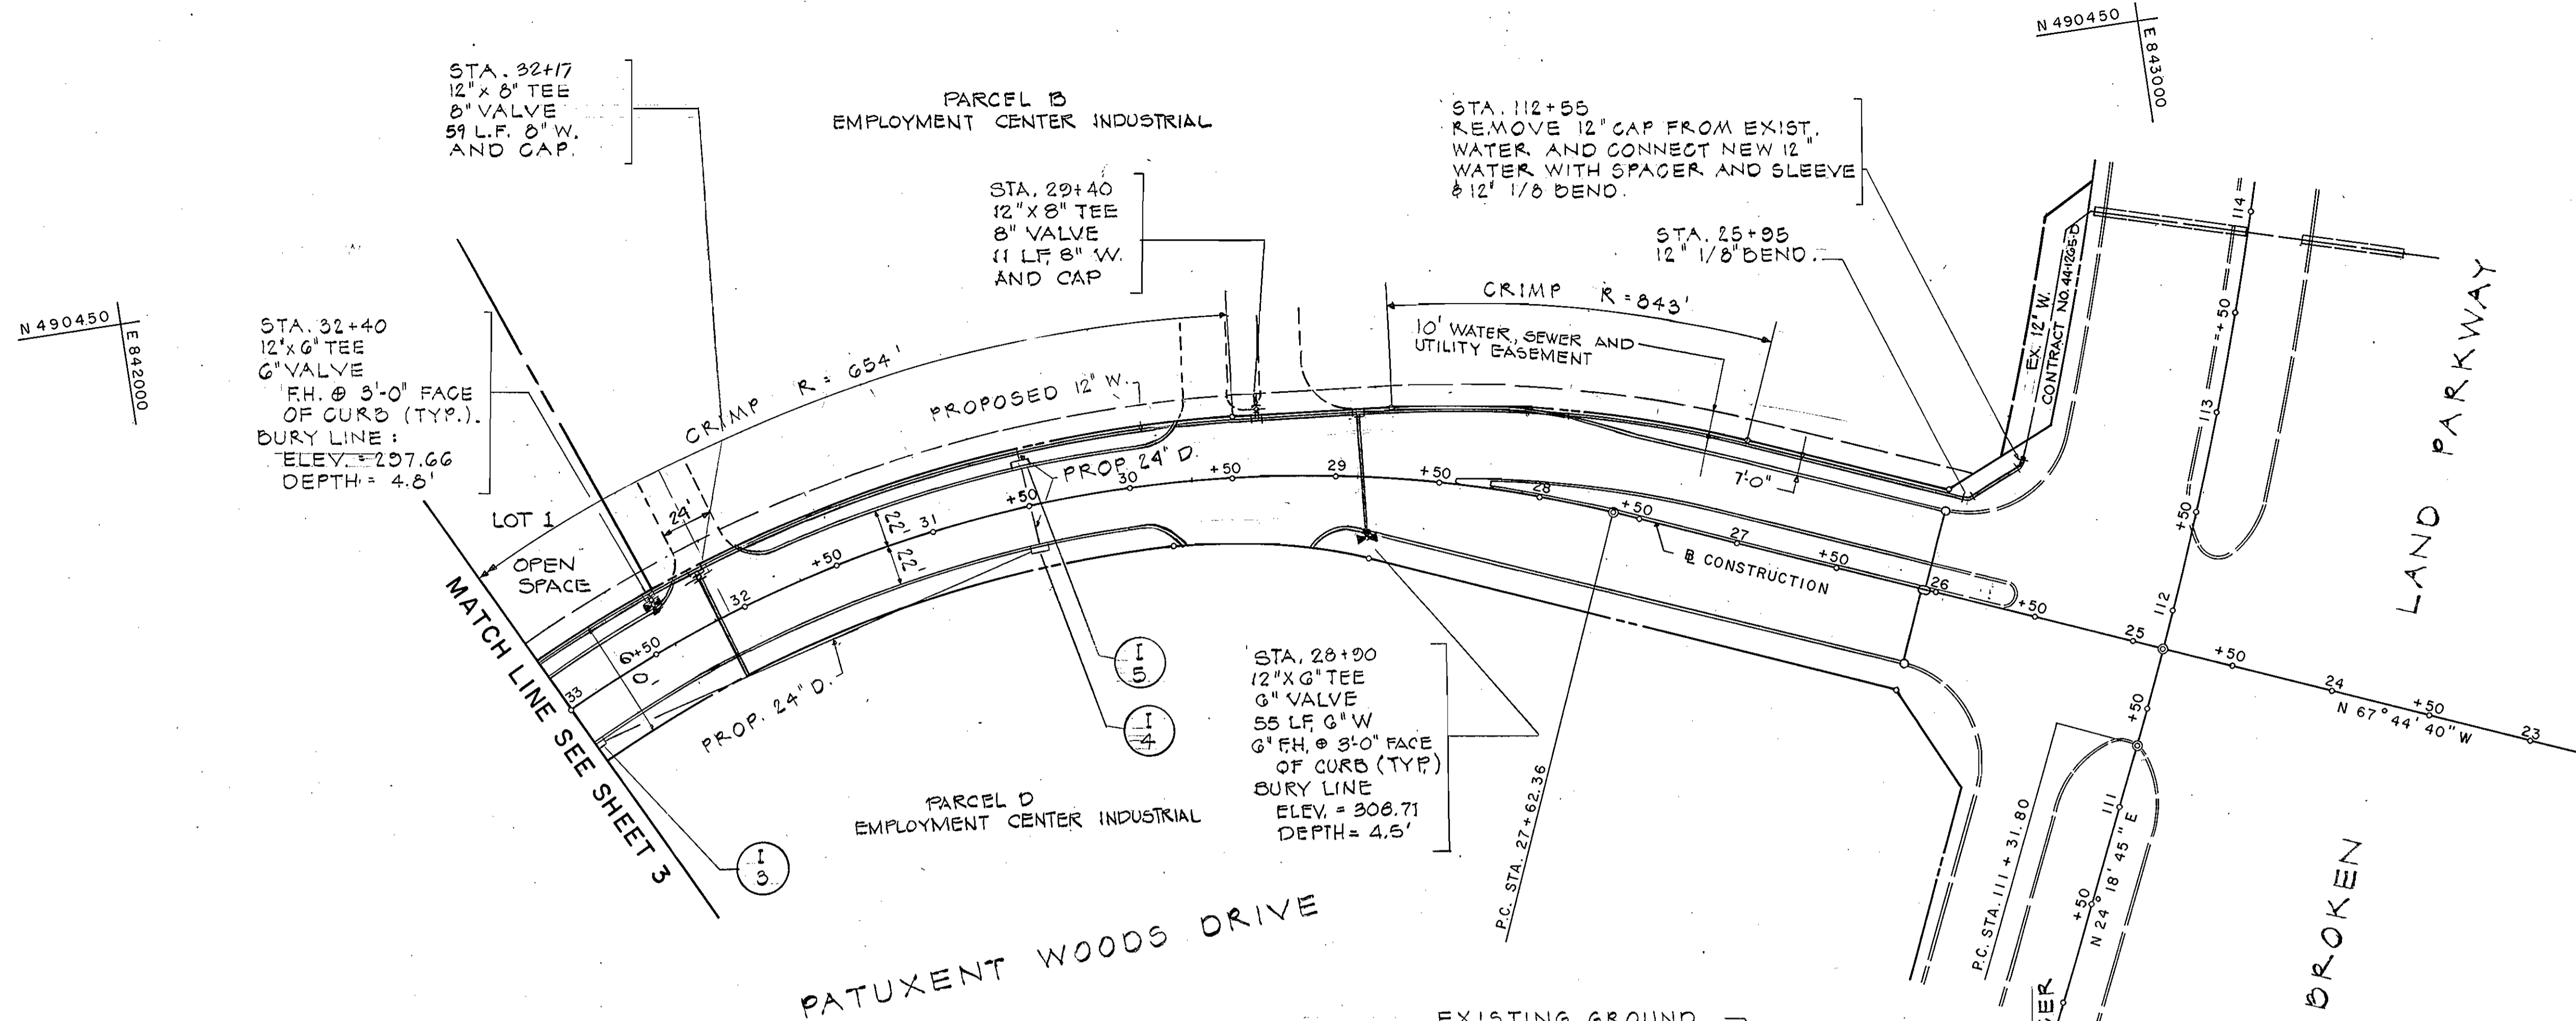 N 490450
E 843000
STA. 32+17
12" X 8" TEE
8" VALVE
59 L.F. 8" W.
AND CAP.
PARCEL B
EMPLOYMENT CENTER INDUSTRIAL
STA. 112+55
REMOVE 12" CAP FROM EXIST.
WATER AND CONNECT NEW 12"
WATER WITH SPACER AND SLEEVE
& 12" 1/8 BEND.
STA. 29+40
12" X 8" TEE
8" VALVE
11 LF, 8" W.
AND CAP
STA. 25+95
12" 1/8" BEND.
EX. 12" W.
CONTRACT NO. 44-1265-D
N 490450
E 842000
STA. 32+40
12" X 6" TEE
6" VALVE
F.H. @ 3'-0" FACE
OF CURB (TYP.).
BURY LINE :
ELEV. = 297.66
DEPTH = 4.8'
CRIMP R = 654'
PROPOSED 12" W.
CRIMP R = 843'
10' WATER, SEWER AND
UTILITY EASEMENT
7'-0"
PROP. 24" D.
LOT 1
OPEN
SPACE
24'
22'
22'
33
+50
32
+50
31
+50
30
+50
29
+50
28
+50
27
+50
26
+50
25
+50
24
+50
23
N 67° 44' 40" W
℄ CONSTRUCTION
114
+50
113
+50
112
+50
111
+50
N 24° 18' 45" E
MATCH LINE SEE SHEET 3
PROP. 24" D.
I
5
I
4
I
3
PARCEL D
EMPLOYMENT CENTER INDUSTRIAL
STA. 28+90
12" X 6" TEE
6" VALVE
55 LF, 6" W
6" F.H. @ 3'-0" FACE
OF CURB (TYP.)
BURY LINE
ELEV. = 308.71
DEPTH = 4.5'
P.C. STA. 27+62.36
P.C. STA. 111+31.80
PATUXENT WOODS DRIVE
BROKEN
LAND PARKWAY
EXISTING GROUND